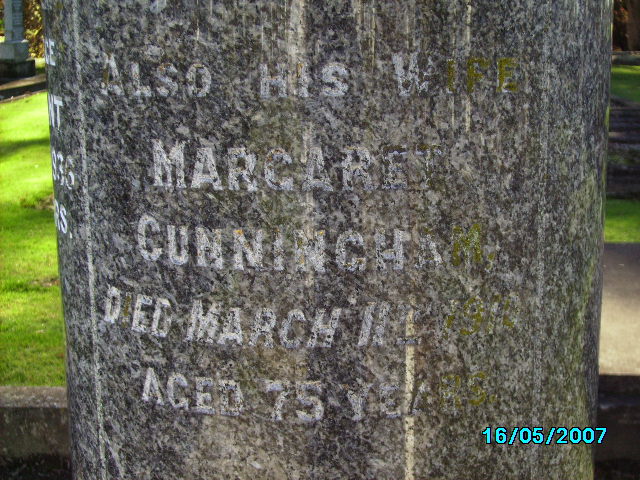 ALSO HIS WIFE
MARGARET
CUNNINGHAM.
DIED MARCH
AGED 75 YEARS.
16/05/2007